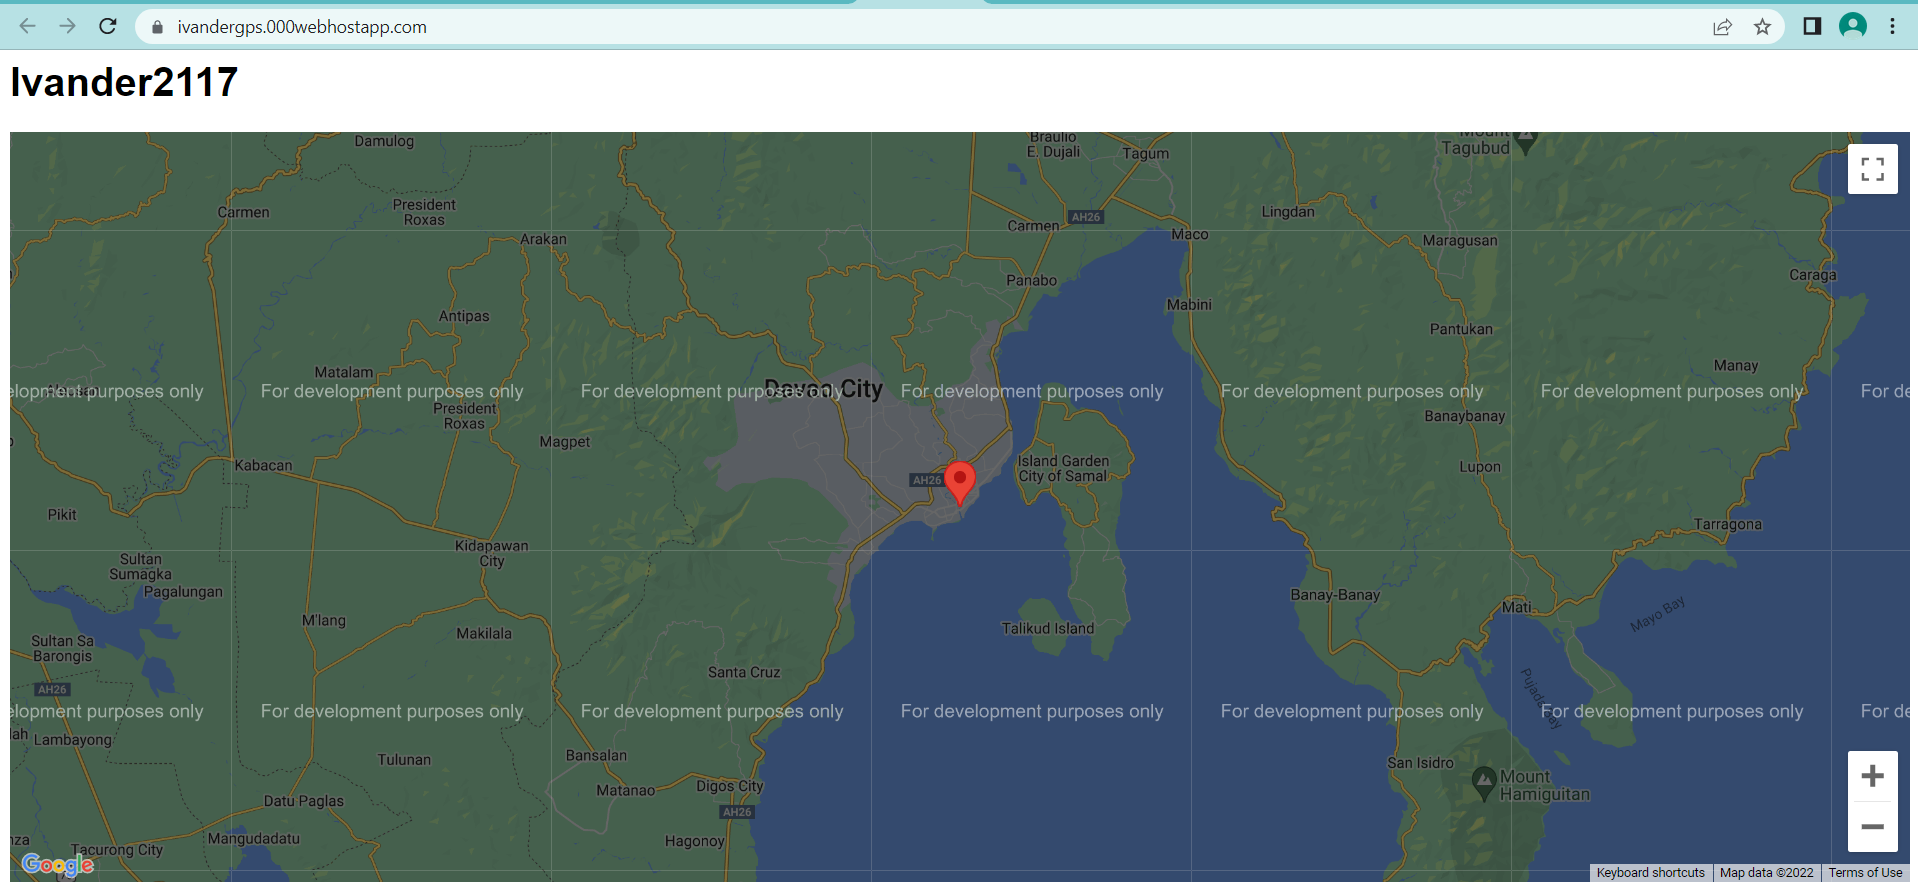 ivandergps.000webhostapp.com
Ivander2117
Damulog
Braulio
E. Dujali
Tagum
Mount
Tagubud
Carmen
President
Roxas
Arakan
Carmen
AH26
Maco
Lingdan
Maragusan
Panabo
Mabini
Caraga
Antipas
Pantukan
Matalam
Manay
elopment purposes only
For development purposes only
For development purposes only
Davao City
For development purposes only
For development purposes only
For development purposes only
For de
President
Roxas
Banaybanay
Magpet
Kabacan
Island Garden
City of Samal
Lupon
AH26
Pikit
Tarragona
Kidapawan
City
Sultan
Sumagka
Pagalungan
Banay-Banay
Mati
Mayo Bay
M'lang
Makilala
Talikud Island
Sultan Sa
Barongis
Santa Cruz
AH26
Pujada Bay
elopment purposes only
For development purposes only
For development purposes only
For development purposes only
For development purposes only
For development purposes only
For de
ah
Lambayong
Tulunan
Bansalan
San Isidro
Mount
Hamiguitan
Matanao
Digos City
Datu Paglas
AH26
nza
Tacurong City
Mangudadatu
Hagonoy
Google
Keyboard shortcuts
Map data ©2022
Terms of Use